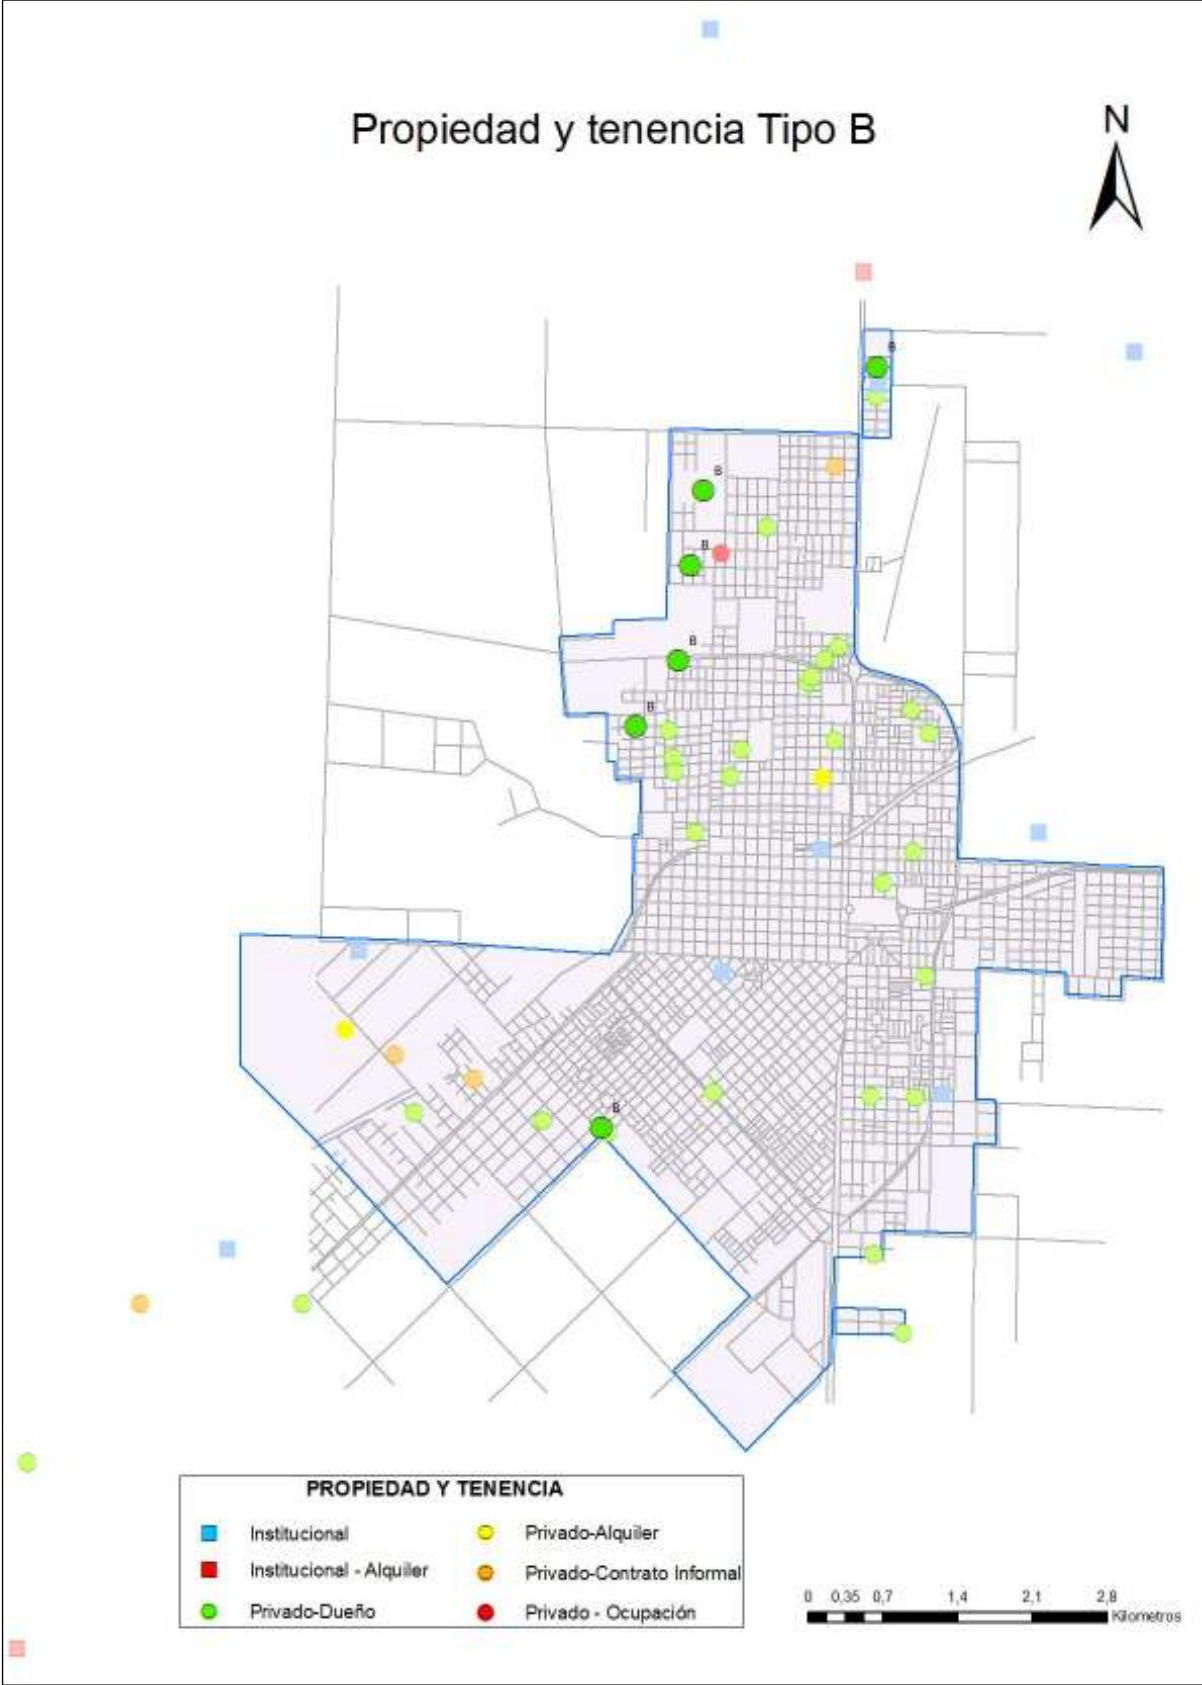 Propiedad y tenencia Tipo B
N
B
B
B
B
B
B
PROPIEDAD Y TENENCIA
Institucional
Institucional - Alquiler
Privado-Dueño
Privado-Alquiler
Privado-Contrato Informal
Privado - Ocupación
0 0,35 0,7 1,4 2,1 2,8
Kilometros